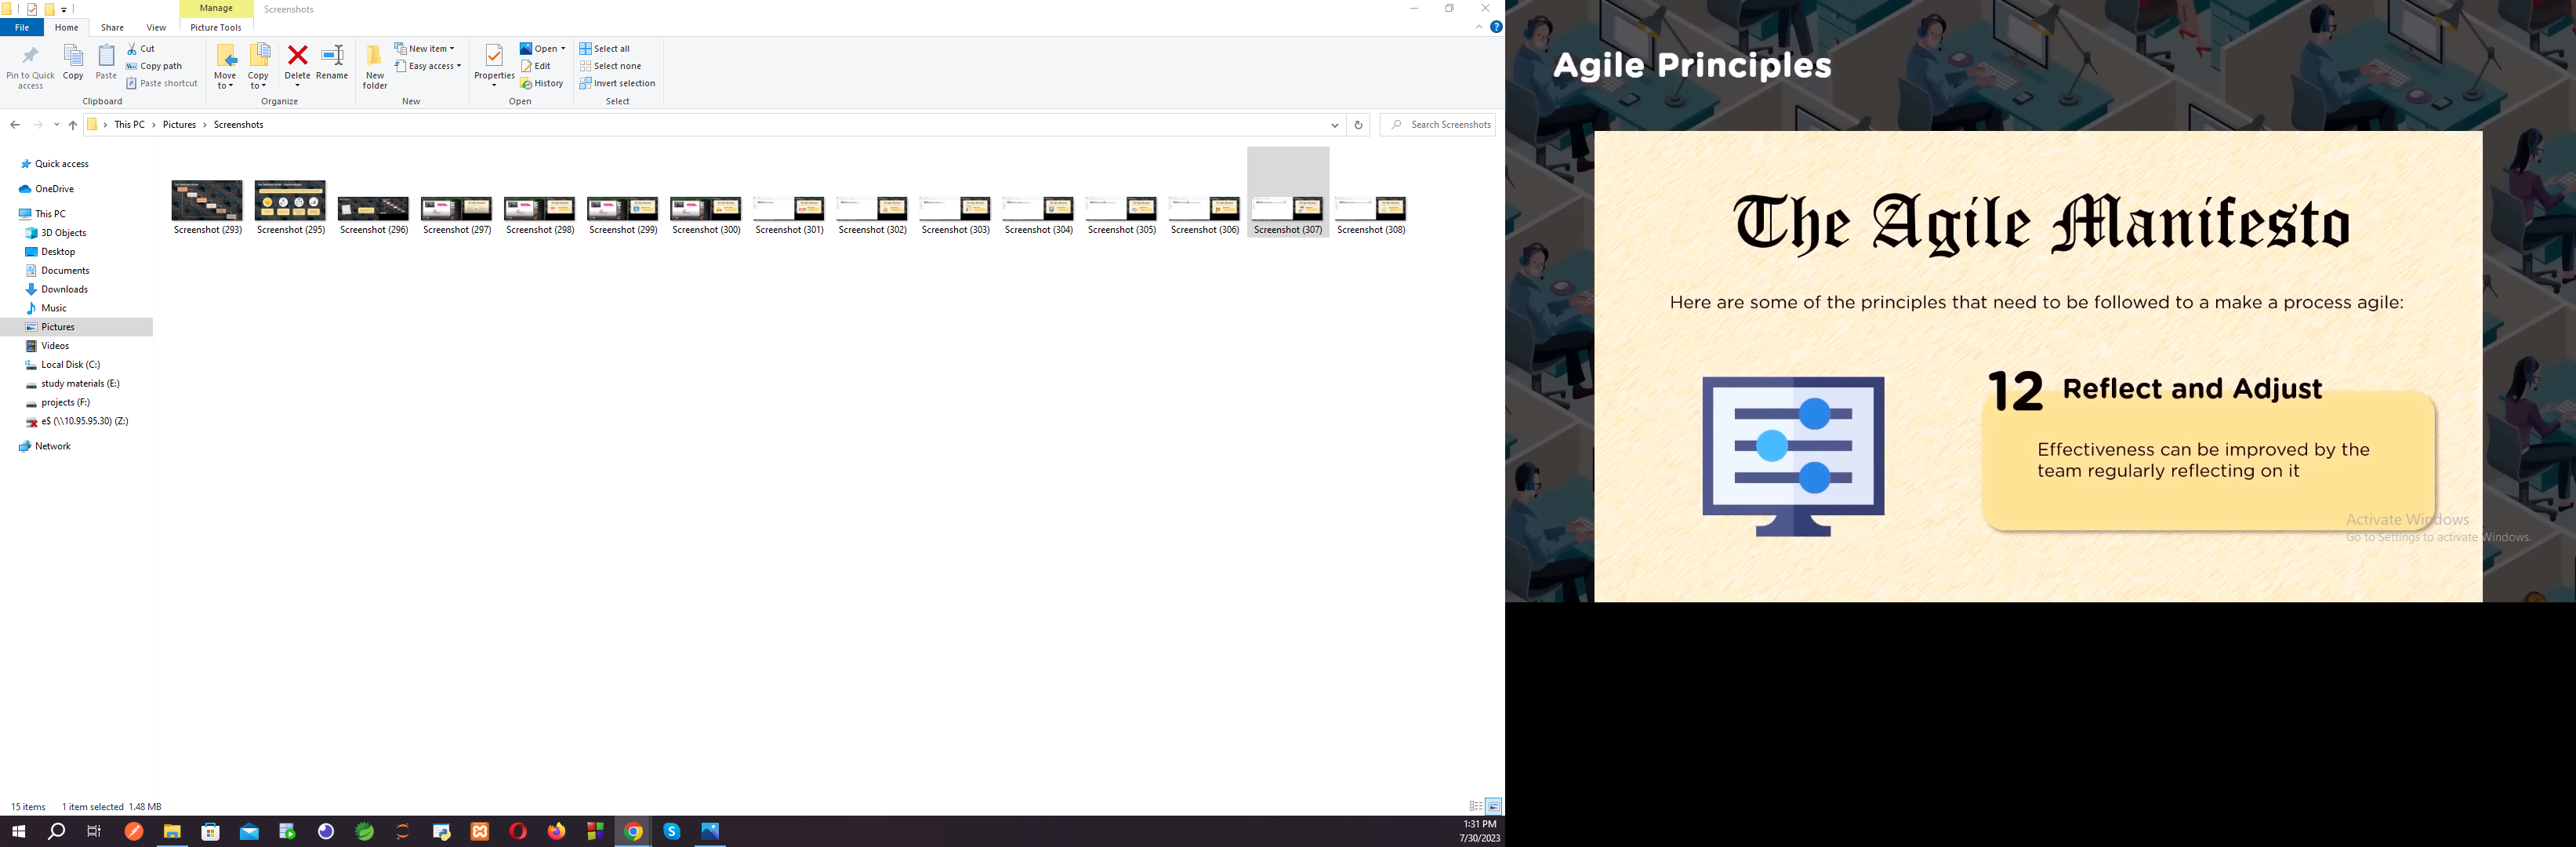 Manage
Screenshots
File
Home
Share
View
Picture Tools
Pin to Quick
access
Copy
Paste
Cut
Copy path
Paste shortcut
Clipboard
Move
to
Copy
to
Delete
Rename
Organize
New
folder
New item
Easy access
New
Properties
Open
Edit
History
Open
Select all
Select none
Invert selection
Select
This PC > Pictures > Screenshots
Search Screenshots
Quick access
OneDrive
This PC
3D Objects
Desktop
Documents
Downloads
Music
Pictures
Videos
Local Disk (C:)
study materials (E:)
projects (F:)
e$ (\\10.95.95.30) (Z:)
Network
Screenshot (293)
Screenshot (295)
Screenshot (296)
Screenshot (297)
Screenshot (298)
Screenshot (299)
Screenshot (300)
Screenshot (301)
Screenshot (302)
Screenshot (303)
Screenshot (304)
Screenshot (305)
Screenshot (306)
Screenshot (307)
Screenshot (308)
15 items 1 item selected 1.48 MB
1:31 PM
7/30/2023
Agile Principles
The Agile Manifesto
Here are some of the principles that need to be followed to a make a process agile:
12 Reflect and Adjust
Effectiveness can be improved by the
team regularly reflecting on it
Activate Windows
Go to Settings to activate Windows.